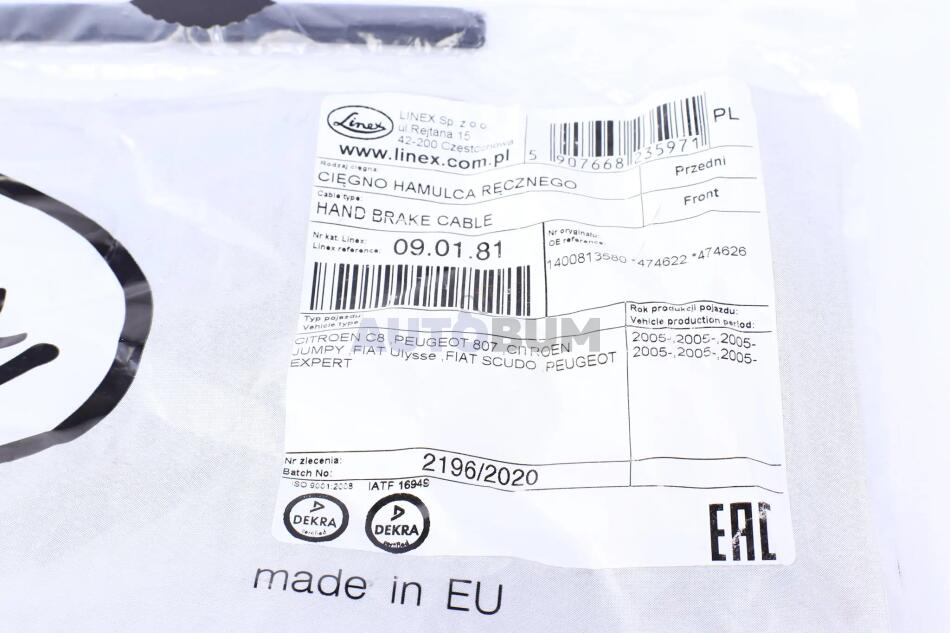 Linex
LINEX Sp. z o.o.
ul.Rejtana 15
42-200 Częstochowa
www.linex.com.pl
5 907668 235971
PL
Rodzaj cięgna:
CIĘGNO HAMULCA RĘCZNEGO
Przedni
Cable type:
HAND BRAKE CABLE
Front
Nr kat. Linex:
Linex reference:
09.01.81
Nr oryginału:
OE reference:
1400813580 *474622 *474626
Typ pojazdu
Vehicle type
Rok produkcji pojazdu:
Vehicle production period:
CITROEN C8 ,PEUGEOT 807 ,CITROEN
JUMPY ,FIAT Ulysse ,FIAT SCUDO ,PEUGEOT
EXPERT
2005-,2005-,2005-
2005-,2005-,2005-
AUTOBUM
Nr zlecenia:
Batch No:
2196/2020
ISO 9001:2008
IATF 16949
DEKRA
certified
DEKRA
certified
EAC
made in EU